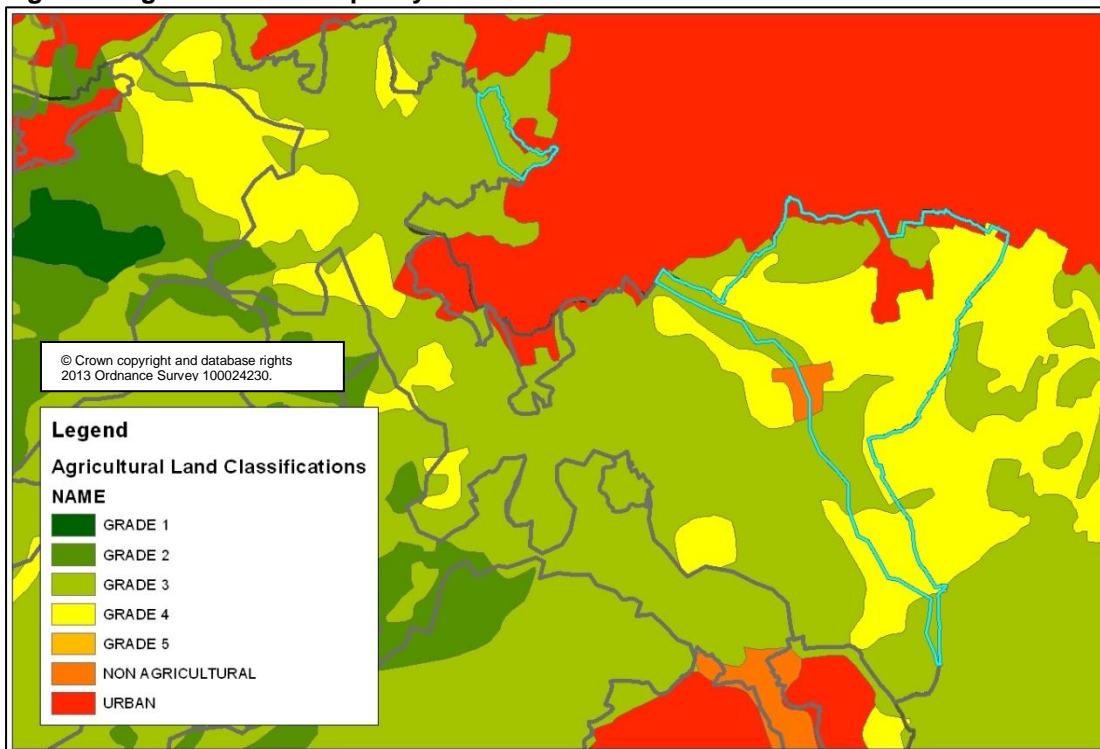 © Crown copyright and database rights
2013 Ordnance Survey 100024230.
Legend
Agricultural Land Classifications
NAME
GRADE 1
GRADE 2
GRADE 3
GRADE 4
GRADE 5
NON AGRICULTURAL
URBAN